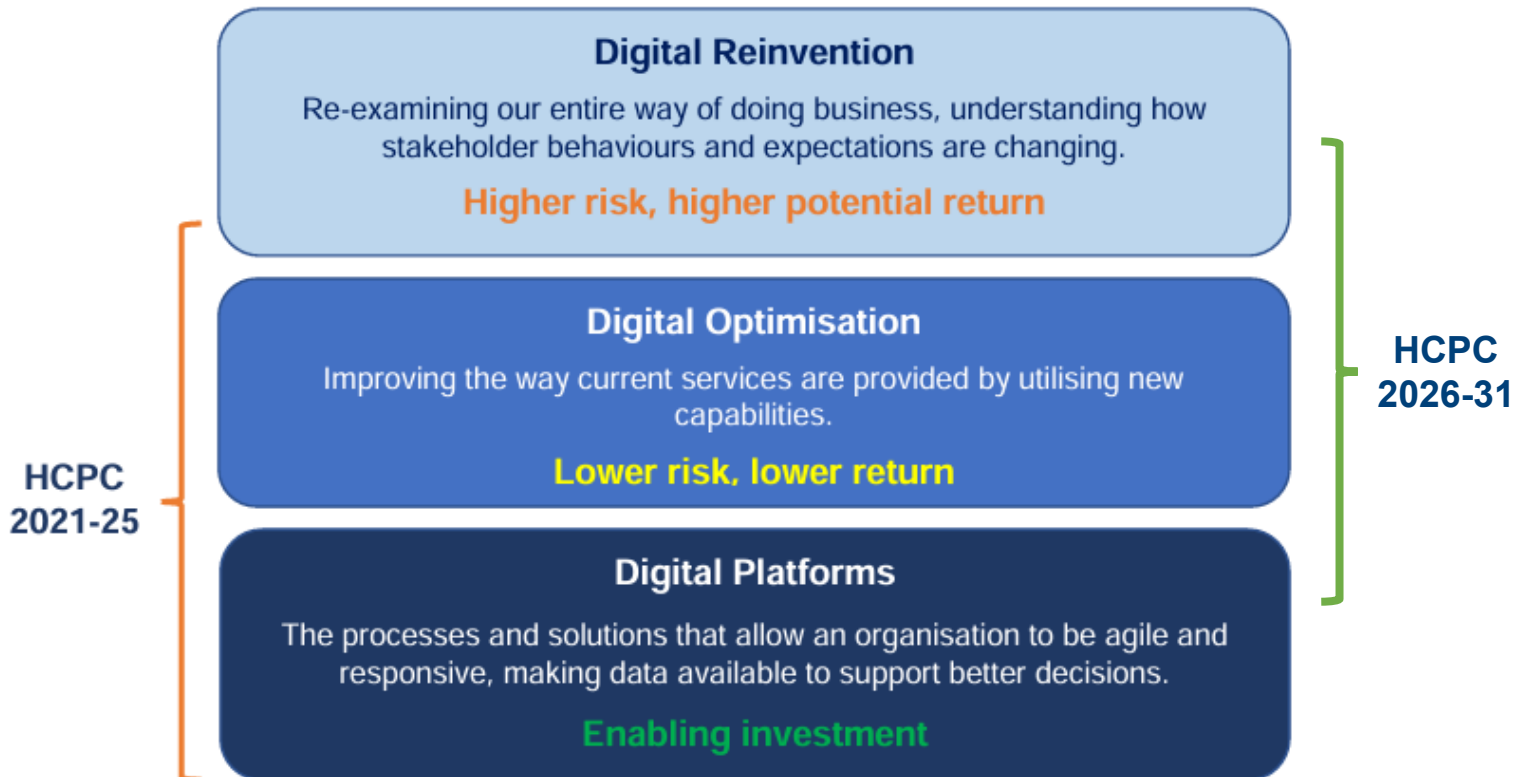 Digital Reinvention
Re-examining our entire way of doing business, understanding how
stakeholder behaviours and expectations are changing.
Higher risk, higher potential return
Digital Optimisation
Improving the way current services are provided by utilising new
capabilities.
Lower risk, lower return
Digital Platforms
The processes and solutions that allow an organisation to be agile and
responsive, making data available to support better decisions.
Enabling investment
HCPC
2021-25
HCPC
2026-31